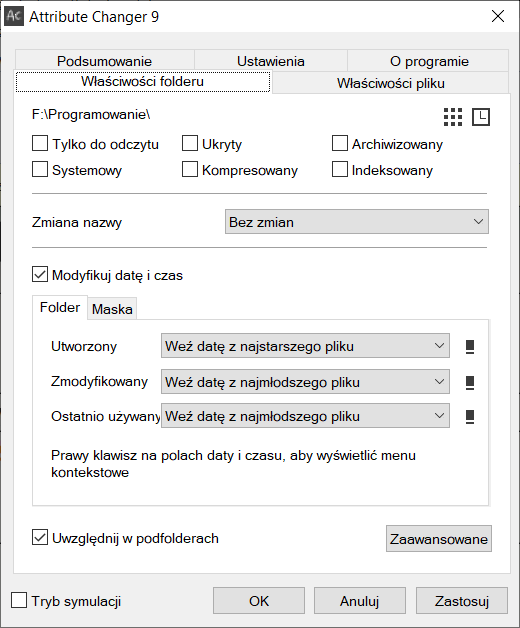 Attribute Changer 9
Podsumowanie Ustawienia O programie
Właściwości folderu Właściwości pliku
F:\Programowanie\
Tylko do odczytu Ukryty Archiwizowany
Systemowy Kompresowany Indeksowany
Zmiana nazwy Bez zmian
Modyfikuj datę i czas
Folder Maska
Utworzony Weź datę z najstarszego pliku
Zmodyfikowany Weź datę z najmłodszego pliku
Ostatnio używany Weź datę z najmłodszego pliku
Prawy klawisz na polach daty i czasu, aby wyświetlić menu
kontekstowe
Uwzględnij w podfolderach Zaawansowane
Tryb symulacji OK Anuluj Zastosuj